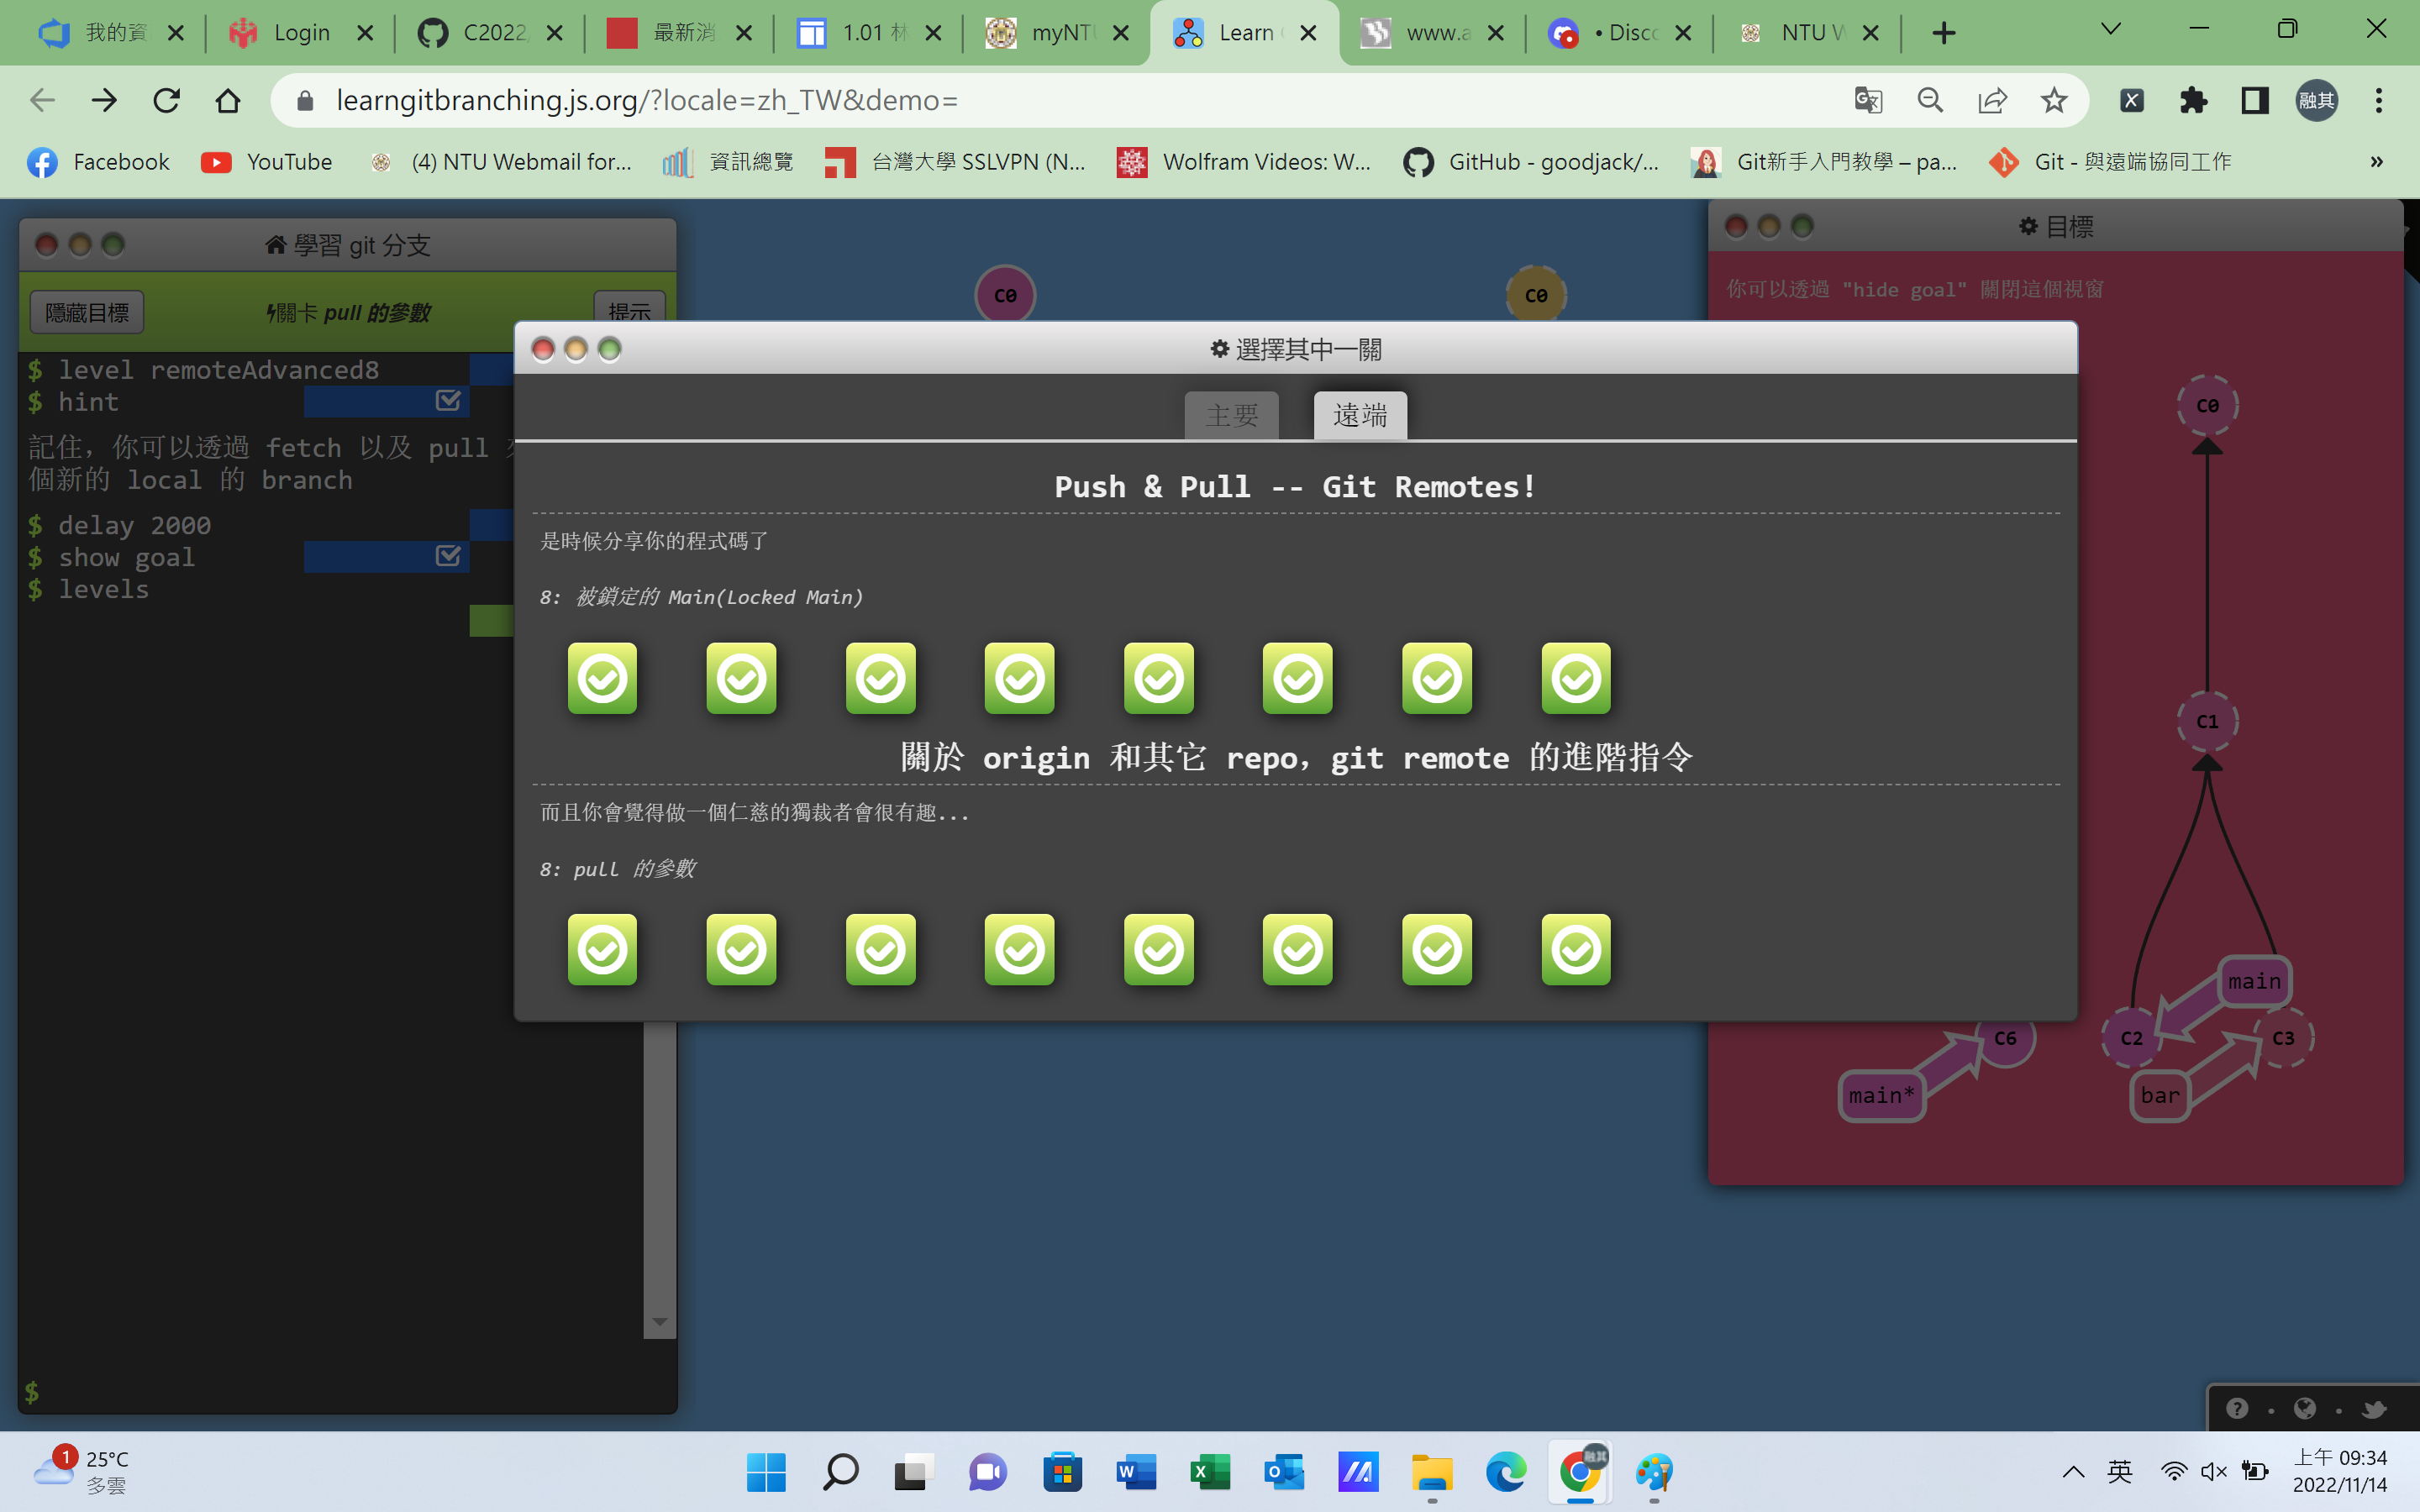 我的資
Login
C2022
最新消
1.01 林
myNTU
Learn
www.a
• Disc
NTU W
learngitbranching.js.org/?locale=zh_TW&demo=
融其
Facebook
YouTube
(4) NTU Webmail for...
資訊總覽
台灣大學 SSLVPN (N...
Wolfram Videos: W...
GitHub - goodjack/...
Git新手入門教學 – pa...
Git - 與遠端協同工作
»
學習 git 分支
隱藏目標
關卡 pull 的參數
提示
$ level remoteAdvanced8
$ hint
記住，你可以透過 fetch 以及 pull
個新的 local 的 branch
$ delay 2000
$ show goal
$ levels
$
C0
C0
選擇其中一關
主要
遠端
Push & Pull -- Git Remotes!
是時候分享你的程式碼了
8: 被鎖定的 Main(Locked Main)
關於 origin 和其它 repo，git remote 的進階指令
而且你會覺得做一個仁慈的獨裁者會很有趣...
8: pull 的參數
目標
你可以透過 "hide goal" 關閉這個視窗
C0
C1
main
C6
C2
C3
main*
bar
1
25°C
多雲
融其
英
上午 09:34
2022/11/14